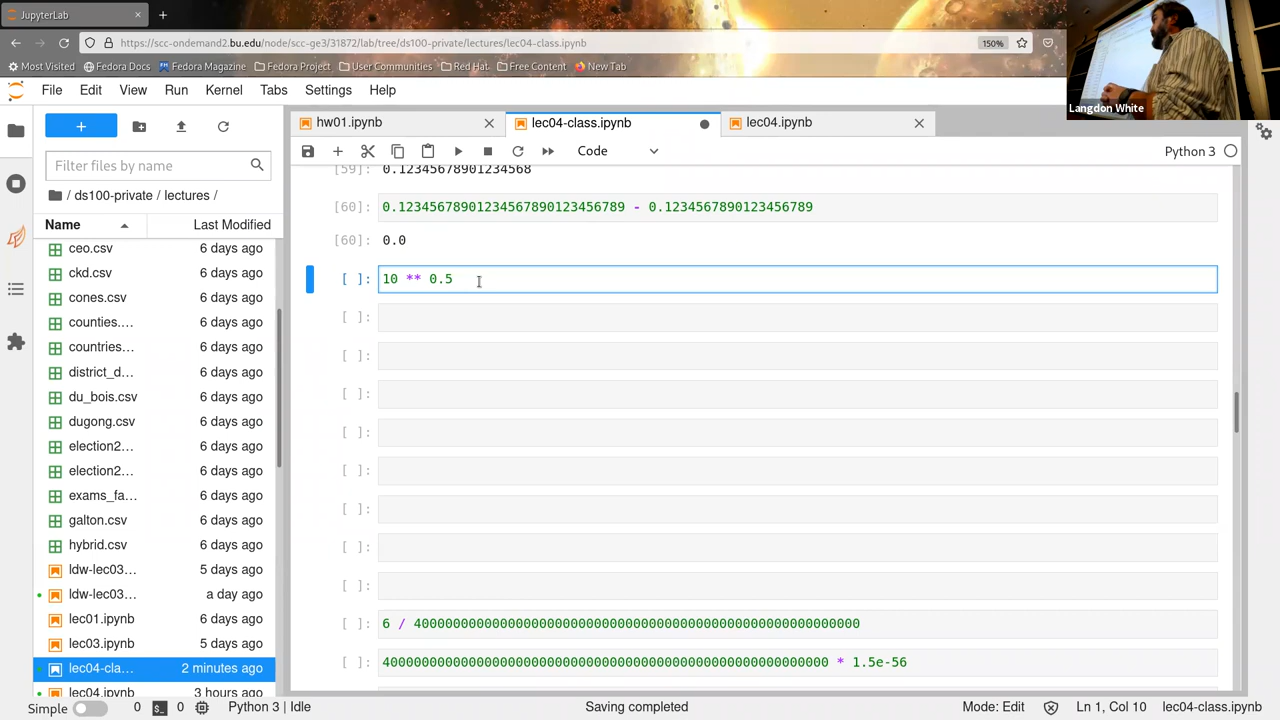 JupyterLab
https://scc-ondemand2.bu.edu/node/scc-ge3/31872/lab/tree/ds100-private/lectures/lec04-class.ipynb
150%
Most Visited
Fedora Docs
Fedora Magazine
Fedora Project
User Communities
Red Hat
Free Content
New Tab
Langdon White
File Edit View Run Kernel Tabs Settings Help
hw01.ipynb
lec04-class.ipynb
lec04.ipynb
Code
Python 3
Filter files by name
/ ds100-private / lectures /
Name Last Modified
ceo.csv 6 days ago
ckd.csv 6 days ago
cones.csv 6 days ago
counties.… 6 days ago
countries… 6 days ago
district_d… 6 days ago
du_bois.csv 6 days ago
dugong.csv 6 days ago
election2… 6 days ago
election2… 6 days ago
exams_fa… 6 days ago
galton.csv 6 days ago
hybrid.csv 6 days ago
ldw-lec03… 5 days ago
ldw-lec03… a day ago
lec01.ipynb 6 days ago
lec03.ipynb 5 days ago
lec04-cla… 2 minutes ago
lec04.ipynb 3 hours ago
[59]: 0.12345678901234568
[60]: 0.12345678901234567890123456789 - 0.1234567890123456789
[60]: 0.0
[ ]: 10 ** 0.5
[ ]:
[ ]:
[ ]:
[ ]:
[ ]:
[ ]:
[ ]:
[ ]:
[ ]: 6 /
[ ]: * 1.5e-56
Simple 0 $_ 0 Python 3 | Idle Saving completed Mode: Edit Ln 1, Col 10 lec04-class.ipynb